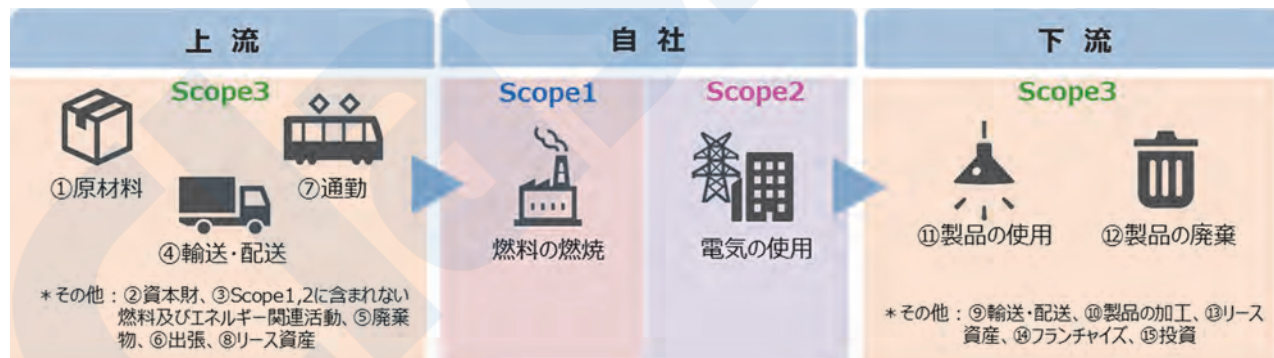 上 流
Scope3
①原材料
⑦通勤
④輸送・配送
＊その他：②資本財、③Scope1,2に含まれない
燃料及びエネルギー関連活動、⑤廃棄
物、⑥出張、⑧リース資産
自 社
Scope1
燃料の燃焼
Scope2
電気の使用
下 流
Scope3
⑪製品の使用
⑫製品の廃棄
＊その他：⑨輸送・配送、⑩製品の加工、⑬リース
資産、⑭フランチャイズ、⑮投資